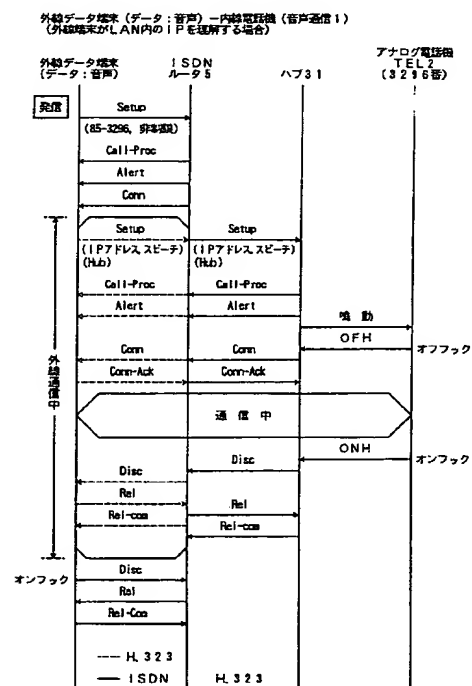 外線データ端末（データ：音声）－内線電話機（音声通信１）
（外線端末がＬＡＮ内のＩＰを理解する場合）
外線データ端末
（データ：音声）
ＩＳＤＮ
ルータ５
ハブ３１
アナログ電話機
ＴＥＬ２
（３２９６番）
発信
Setup
(85-3296, 非制限)
Call-Proc
Alert
Conn
Setup
Setup
(ＩＰアドレス,スピーチ)
(Hub)
(ＩＰアドレス,スピーチ)
(Hub)
Call-Proc
Call-Proc
Alert
Alert
鳴 動
ＯＦＨ
オフフック
Conn
Conn
Conn-Ack
Conn-Ack
外線通信中
通 信 中
ＯＮＨ
オンフック
Disc
Disc
Rel
Rel
Rel-com
Rel-com
オンフック
Disc
Rel
Rel-Com
---- Ｈ．３２３
── ＩＳＤＮ
Ｈ．３２３